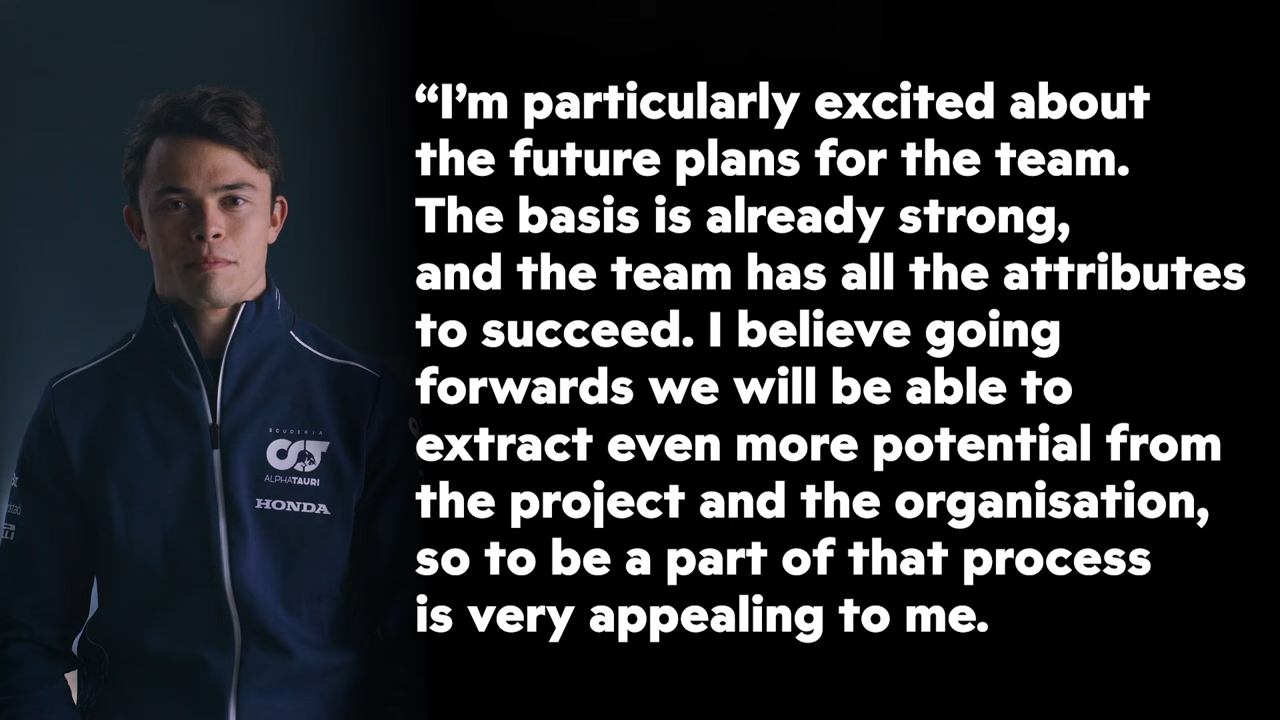 “I’m particularly excited about
the future plans for the team.
The basis is already strong,
and the team has all the attributes
to succeed. I believe going
forwards we will be able to
extract even more potential from
the project and the organisation,
so to be a part of that process
is very appealing to me.
SCUDERIA
ALPHATAURI
HONDA